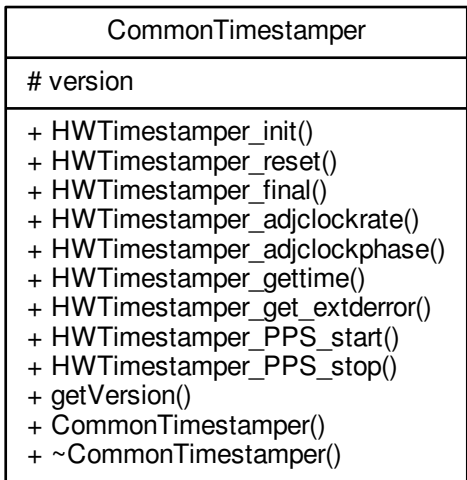 CommonTimestamper
# version
+ HWTimestamper_init()
+ HWTimestamper_reset()
+ HWTimestamper_final()
+ HWTimestamper_adjclockrate()
+ HWTimestamper_adjclockphase()
+ HWTimestamper_gettime()
+ HWTimestamper_get_extderror()
+ HWTimestamper_PPS_start()
+ HWTimestamper_PPS_stop()
+ getVersion()
+ CommonTimestamper()
+ ~CommonTimestamper()